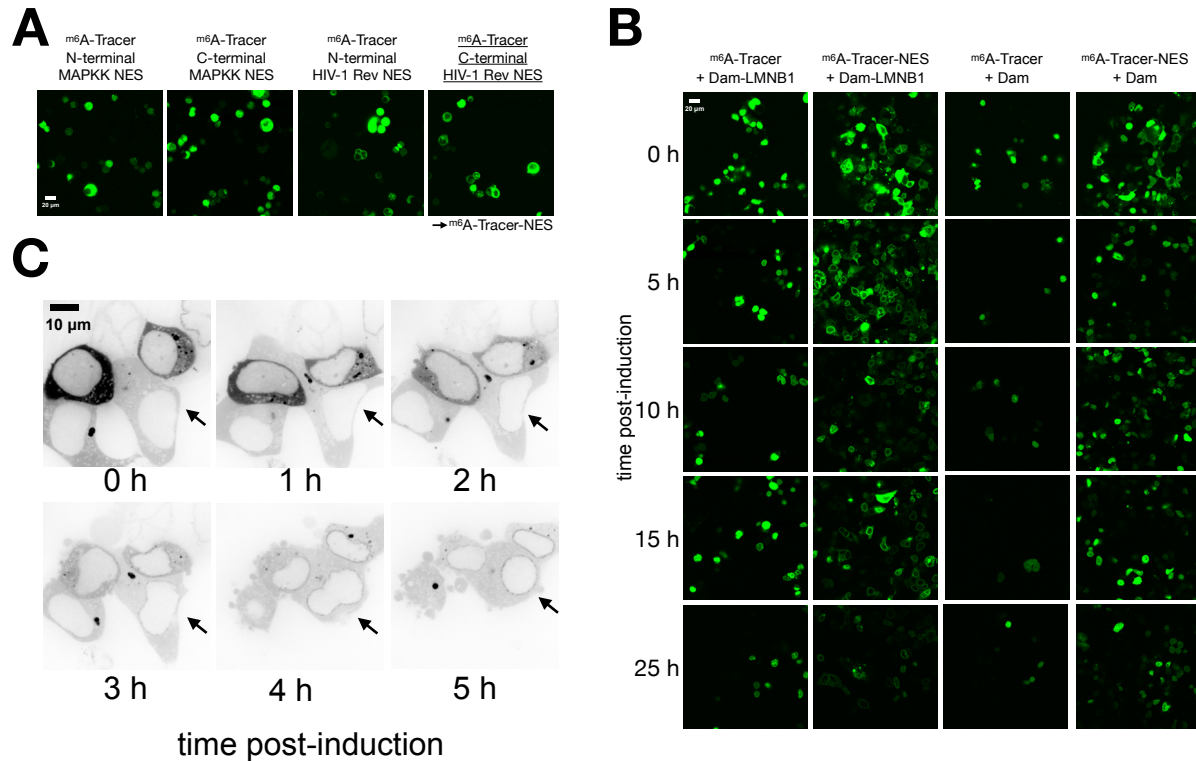 A
ᵐ⁶A-Tracer
N-terminal
MAPKK NES
ᵐ⁶A-Tracer
C-terminal
MAPKK NES
ᵐ⁶A-Tracer
N-terminal
HIV-1 Rev NES
ᵐ⁶A-Tracer
C-terminal
HIV-1 Rev NES
20 µm
→ᵐ⁶A-Tracer-NES
B
ᵐ⁶A-Tracer
+ Dam-LMNB1
ᵐ⁶A-Tracer-NES
+ Dam-LMNB1
ᵐ⁶A-Tracer
+ Dam
ᵐ⁶A-Tracer-NES
+ Dam
20 µm
0 h
5 h
10 h
15 h
25 h
time post-induction
C
10 µm
0 h
1 h
2 h
3 h
4 h
5 h
time post-induction